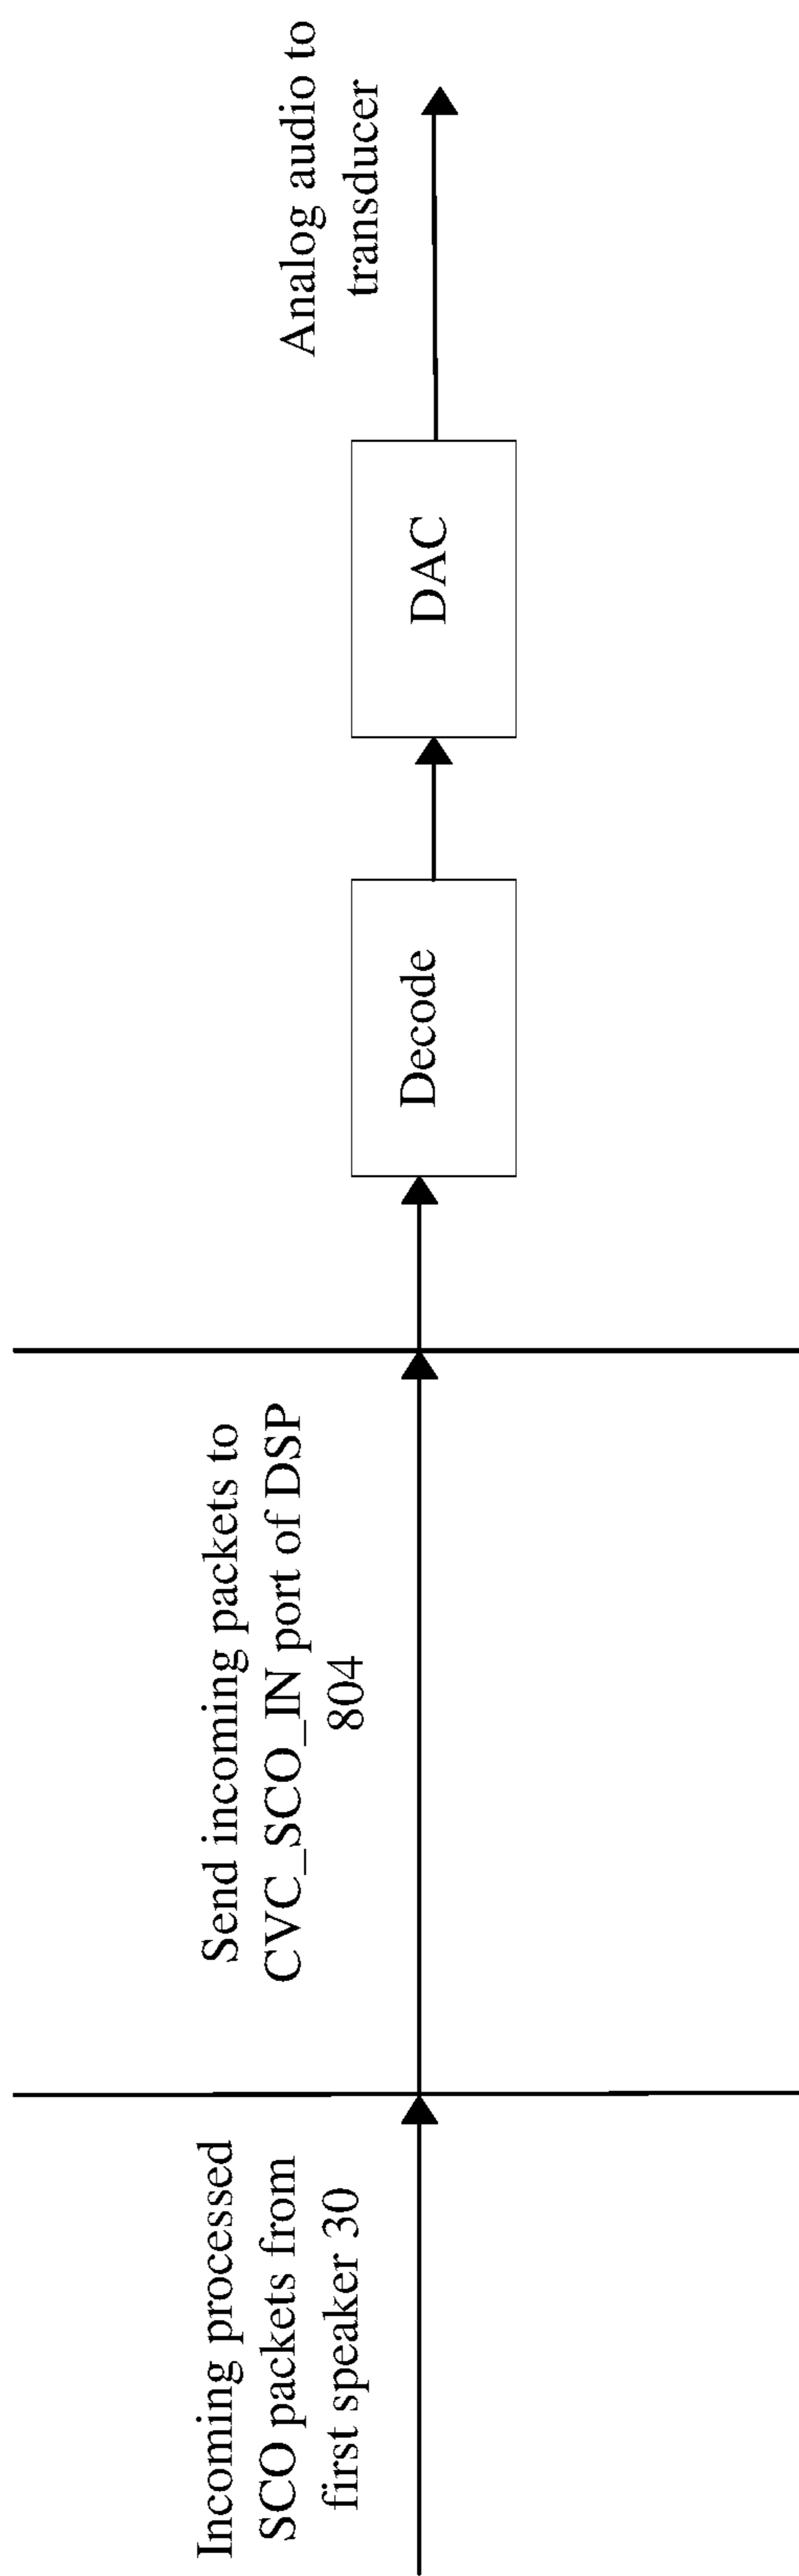 Incoming processed
SCO packets from
first speaker 30
Send incoming packets to
CVC_SCO_IN port of DSP
804
Decode
DAC
Analog audio to
transducer